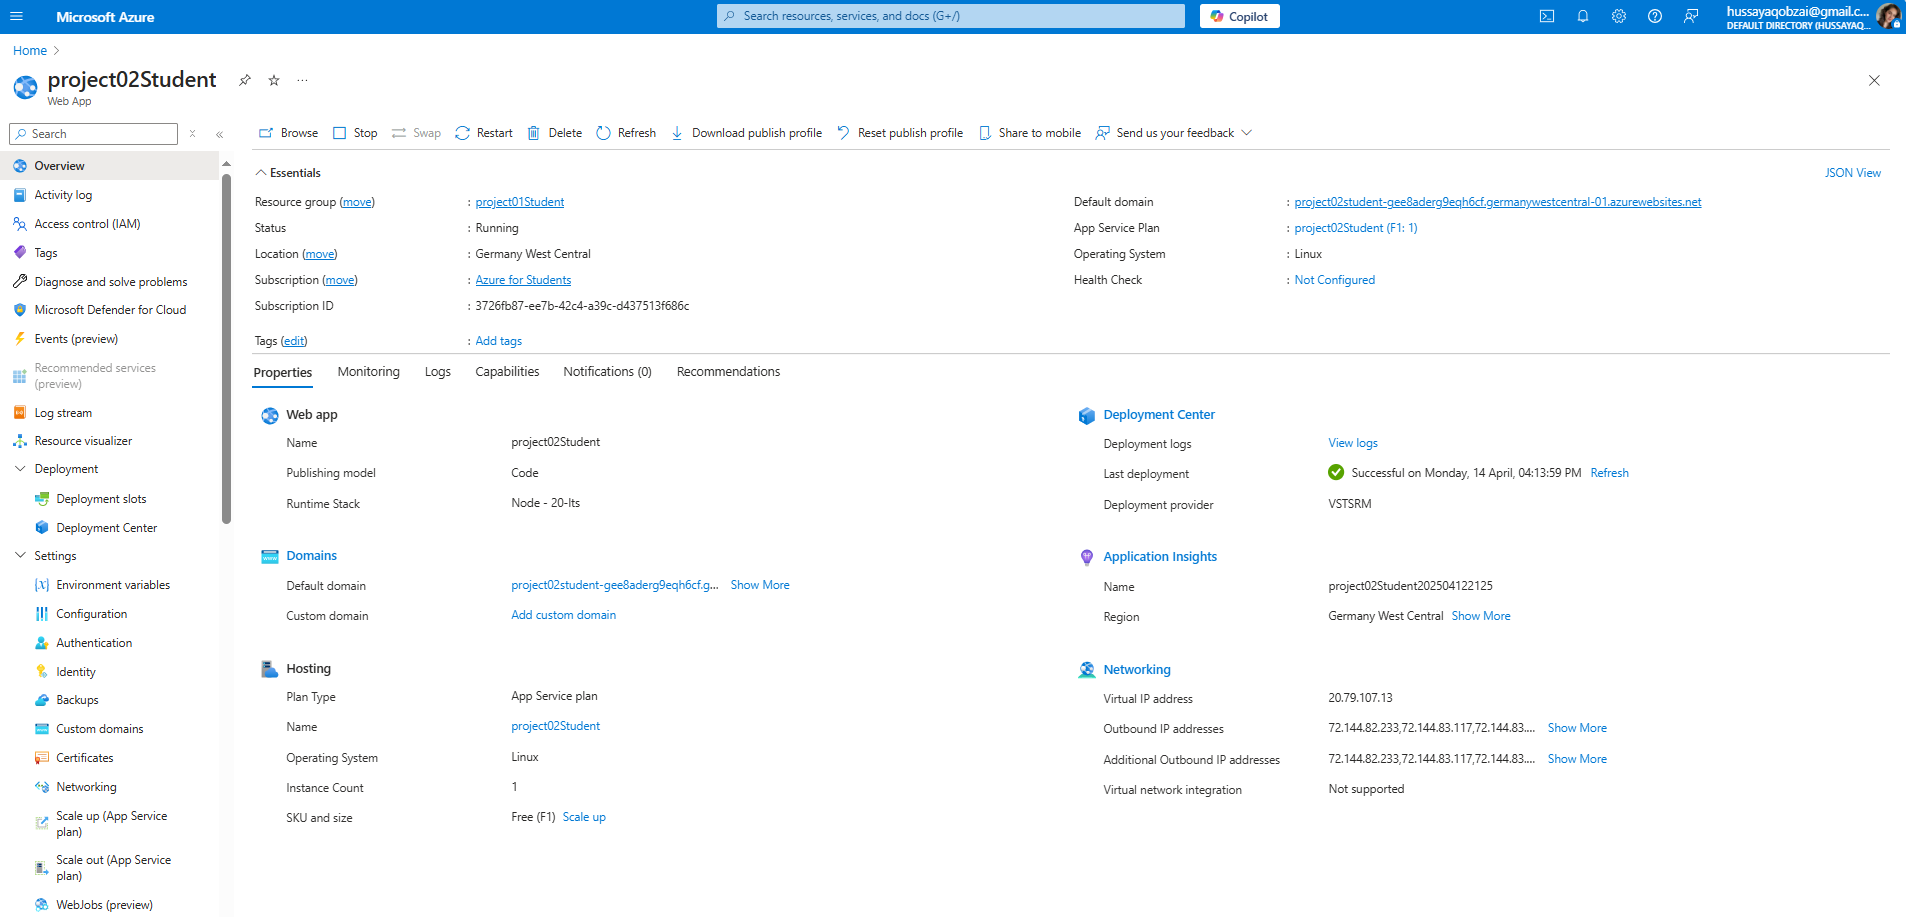 Microsoft Azure
Search resources, services, and docs (G+/)
Copilot
hussayaqobzai@gmail.c...
DEFAULT DIRECTORY (HUSSAYAQ...
Home
project02Student
Web App
Search
Overview
Activity log
Access control (IAM)
Tags
Diagnose and solve problems
Microsoft Defender for Cloud
Events (preview)
Recommended services
(preview)
Log stream
Resource visualizer
Deployment
Deployment slots
Deployment Center
Settings
Environment variables
Configuration
Authentication
Identity
Backups
Custom domains
Certificates
Networking
Scale up (App Service
plan)
Scale out (App Service
plan)
WebJobs (preview)
Browse Stop Swap Restart Delete Refresh Download publish profile Reset publish profile Share to mobile Send us your feedback
Essentials
JSON View
Resource group (move) : project01Student
Status : Running
Location (move) : Germany West Central
Subscription (move) : Azure for Students
Subscription ID : 3726fb87-ee7b-42c4-a39c-d437513f686c
Default domain : project02student-gee8aderg9eqh6cf.germanywestcentral-01.azurewebsites.net
App Service Plan : project02Student (F1: 1)
Operating System : Linux
Health Check : Not Configured
Tags (edit) : Add tags
Properties Monitoring Logs Capabilities Notifications (0) Recommendations
Web app
Name project02Student
Publishing model Code
Runtime Stack Node - 20-lts
Domains
Default domain project02student-gee8aderg9eqh6cf.g... Show More
Custom domain Add custom domain
Hosting
Plan Type App Service plan
Name project02Student
Operating System Linux
Instance Count 1
SKU and size Free (F1) Scale up
Deployment Center
Deployment logs View logs
Last deployment Successful on Monday, 14 April, 04:13:59 PM Refresh
Deployment provider VSTSRM
Application Insights
Name project02Student202504122125
Region Germany West Central Show More
Networking
Virtual IP address 20.79.107.13
Outbound IP addresses 72.144.82.233,72.144.83.117,72.144.83.... Show More
Additional Outbound IP addresses 72.144.82.233,72.144.83.117,72.144.83.... Show More
Virtual network integration Not supported